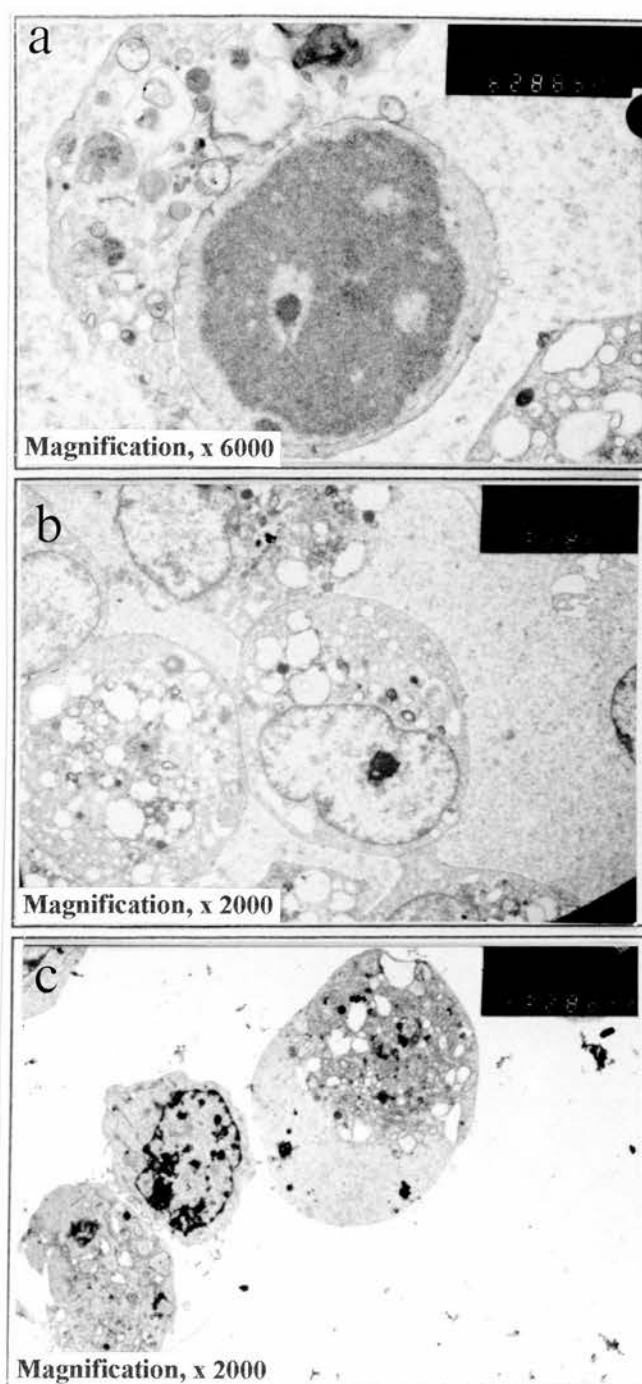 a
Magnification, x 6000
b
Magnification, x 2000
c
Magnification, x 2000